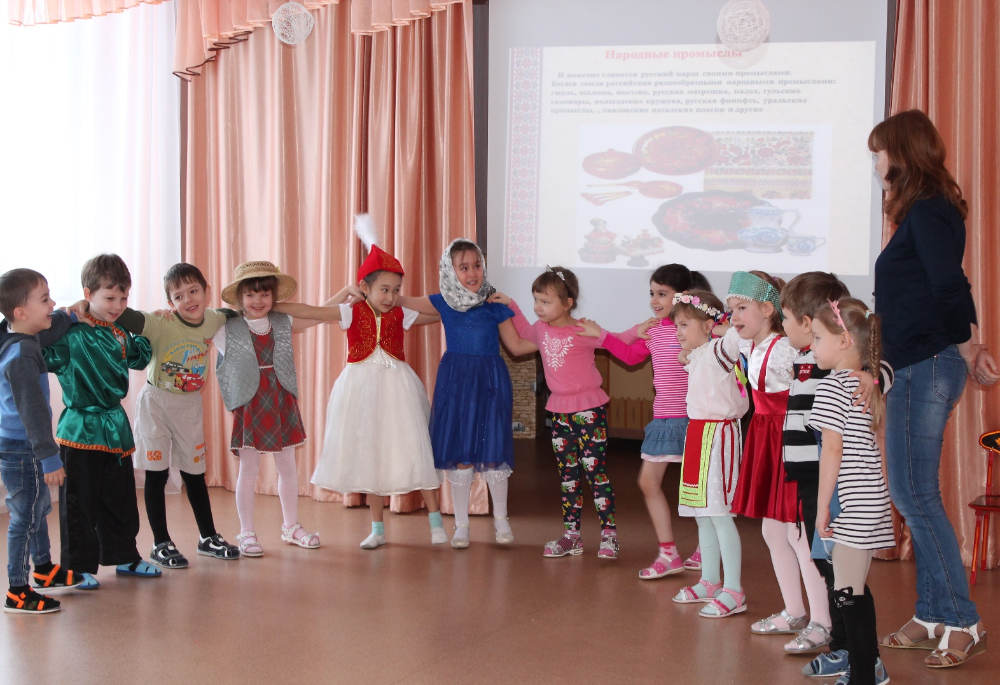 Народные промыслы
И конечно славится русский народ своими промыслами.
Богата земля российская разнообразными народными промыслами:
гжель, хохлома, жостово, русская матрешка, палех, тульские
самовары, вологодские кружева, русская финифть, уральские
промыслы, , павловские посадские платки и другие